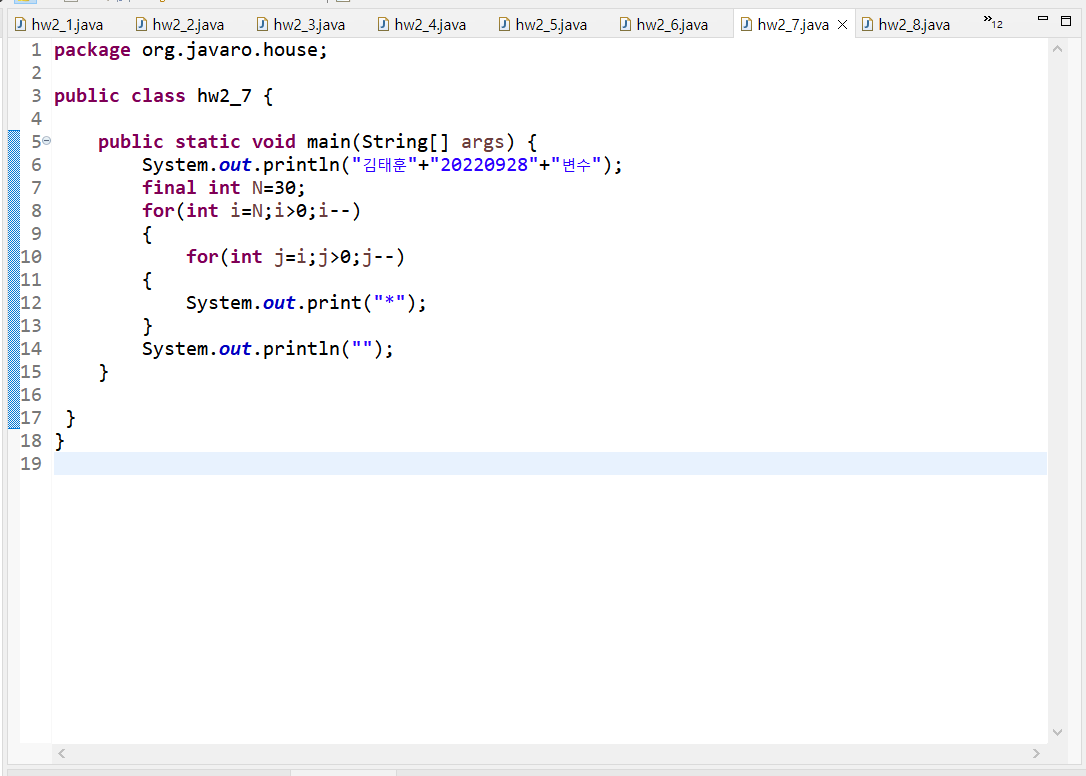 hw2_1.java hw2_2.java hw2_3.java hw2_4.java hw2_5.java hw2_6.java hw2_7.java hw2_8.java »12
1 package org.javaro.house;
2
3 public class hw2_7 {
4
5 public static void main(String[] args) {
6 System.out.println("김태훈"+"20220928"+"변수");
7 final int N=30;
8 for(int i=N;i>0;i--)
9 {
10 for(int j=i;j>0;j--)
11 {
12 System.out.print("*");
13 }
14 System.out.println("");
15 }
16
17 }
18 }
19